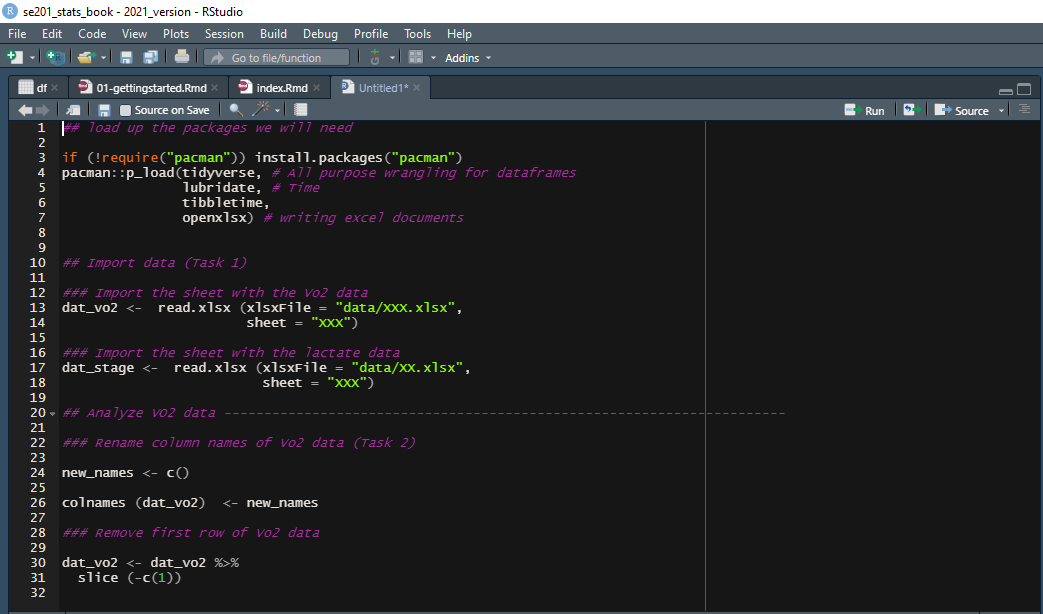 se201_stats_book - 2021_version - RStudio
File Edit Code View Plots Session Build Debug Profile Tools Help
Go to file/function Addins
df 01-gettingstarted.Rmd index.Rmd Untitled1*
Source on Save Run Source
1 ## load up the packages we will need
2
3 if (!require("pacman")) install.packages("pacman")
4 pacman::p_load(tidyverse, # All purpose wrangling for dataframes
5 lubridate, # Time
6 tibbletime,
7 openxlsx) # writing excel documents
8
9
10 ## Import data (Task 1)
11
12 ### Import the sheet with the Vo2 data
13 dat_vo2 <-  read.xlsx (xlsxFile = "data/XXX.xlsx",
14 sheet = "XXX")
15
16 ### Import the sheet with the lactate data
17 dat_stage <-  read.xlsx (xlsxFile = "data/XX.xlsx",
18 sheet = "XXX")
19
20 ## Analyze VO2 data ----------------------------------------------------------------------
21
22 ### Rename column names of Vo2 data (Task 2)
23
24 new_names <- c()
25
26 colnames (dat_vo2)  <- new_names
27
28 ### Remove first row of Vo2 data
29
30 dat_vo2 <- dat_vo2 %>%
31 slice (-c(1))
32